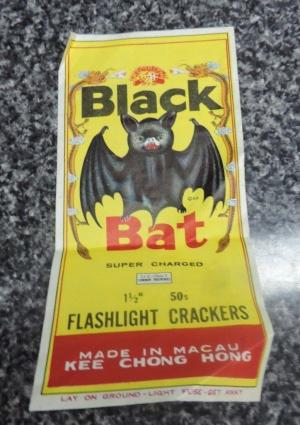 Black
Bat
SUPER CHARGED
1½" 50s
FLASHLIGHT CRACKERS
MADE IN MACAU
KEE CHONG HONG
LAY ON GROUND-LIGHT FUSE-GET AWAY